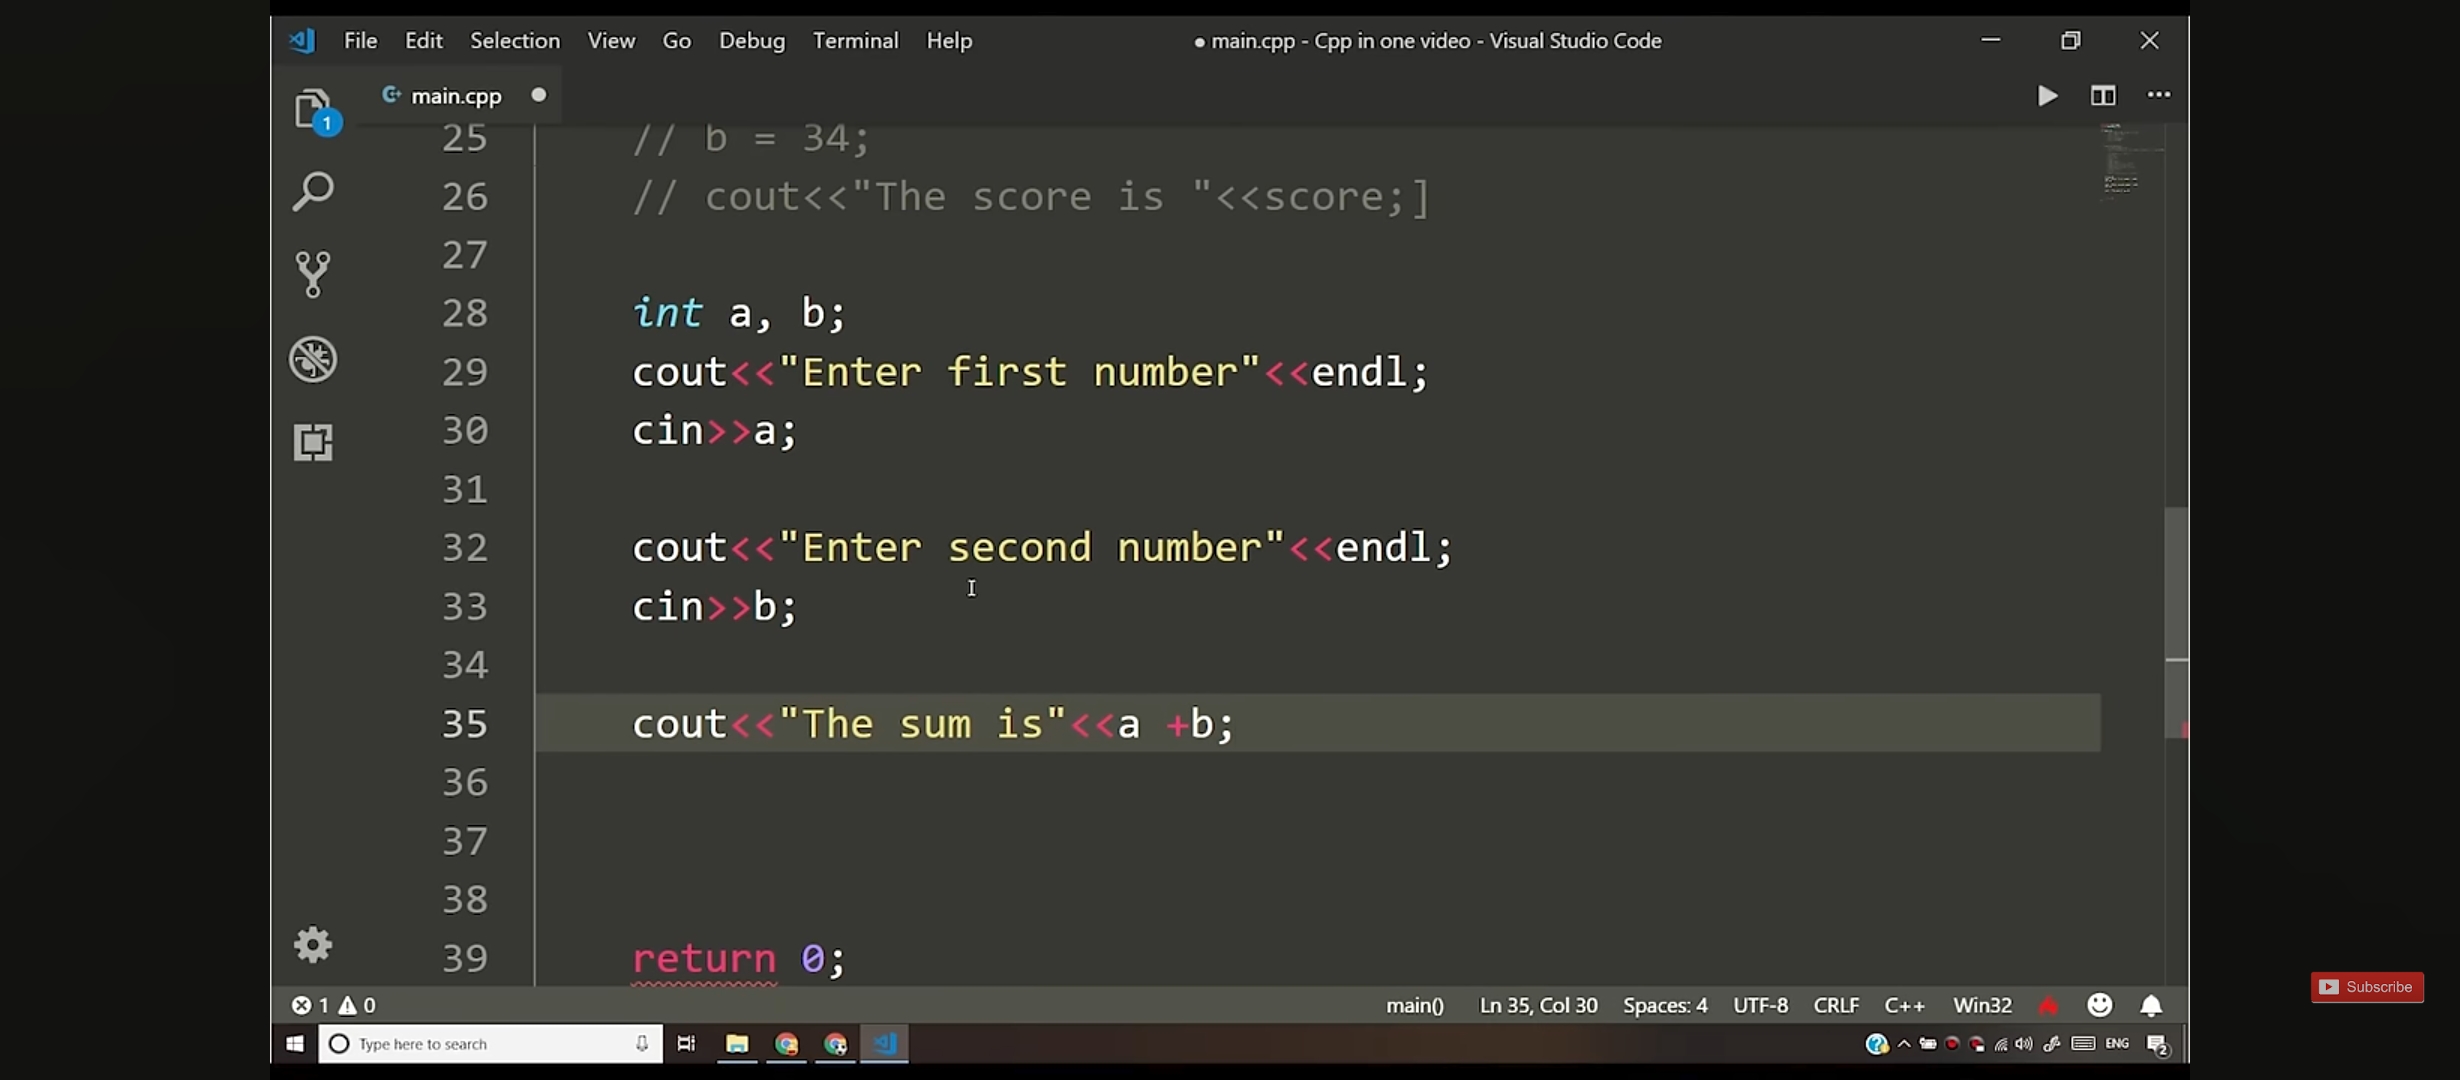 File Edit Selection View Go Debug Terminal Help ● main.cpp - Cpp in one video - Visual Studio Code
1
main.cpp
25 // b = 34;
26 // cout<<"The score is "<<score;]
27
28 int a, b;
29 cout<<"Enter first number"<<endl;
30 cin>>a;
31
32 cout<<"Enter second number"<<endl;
33 cin>>b;
34
35 cout<<"The sum is"<<a +b;
36
37
38
39 return 0;
1 0 main() Ln 35, Col 30 Spaces: 4 UTF-8 CRLF C++ Win32
Subscribe
Type here to search ENG 2